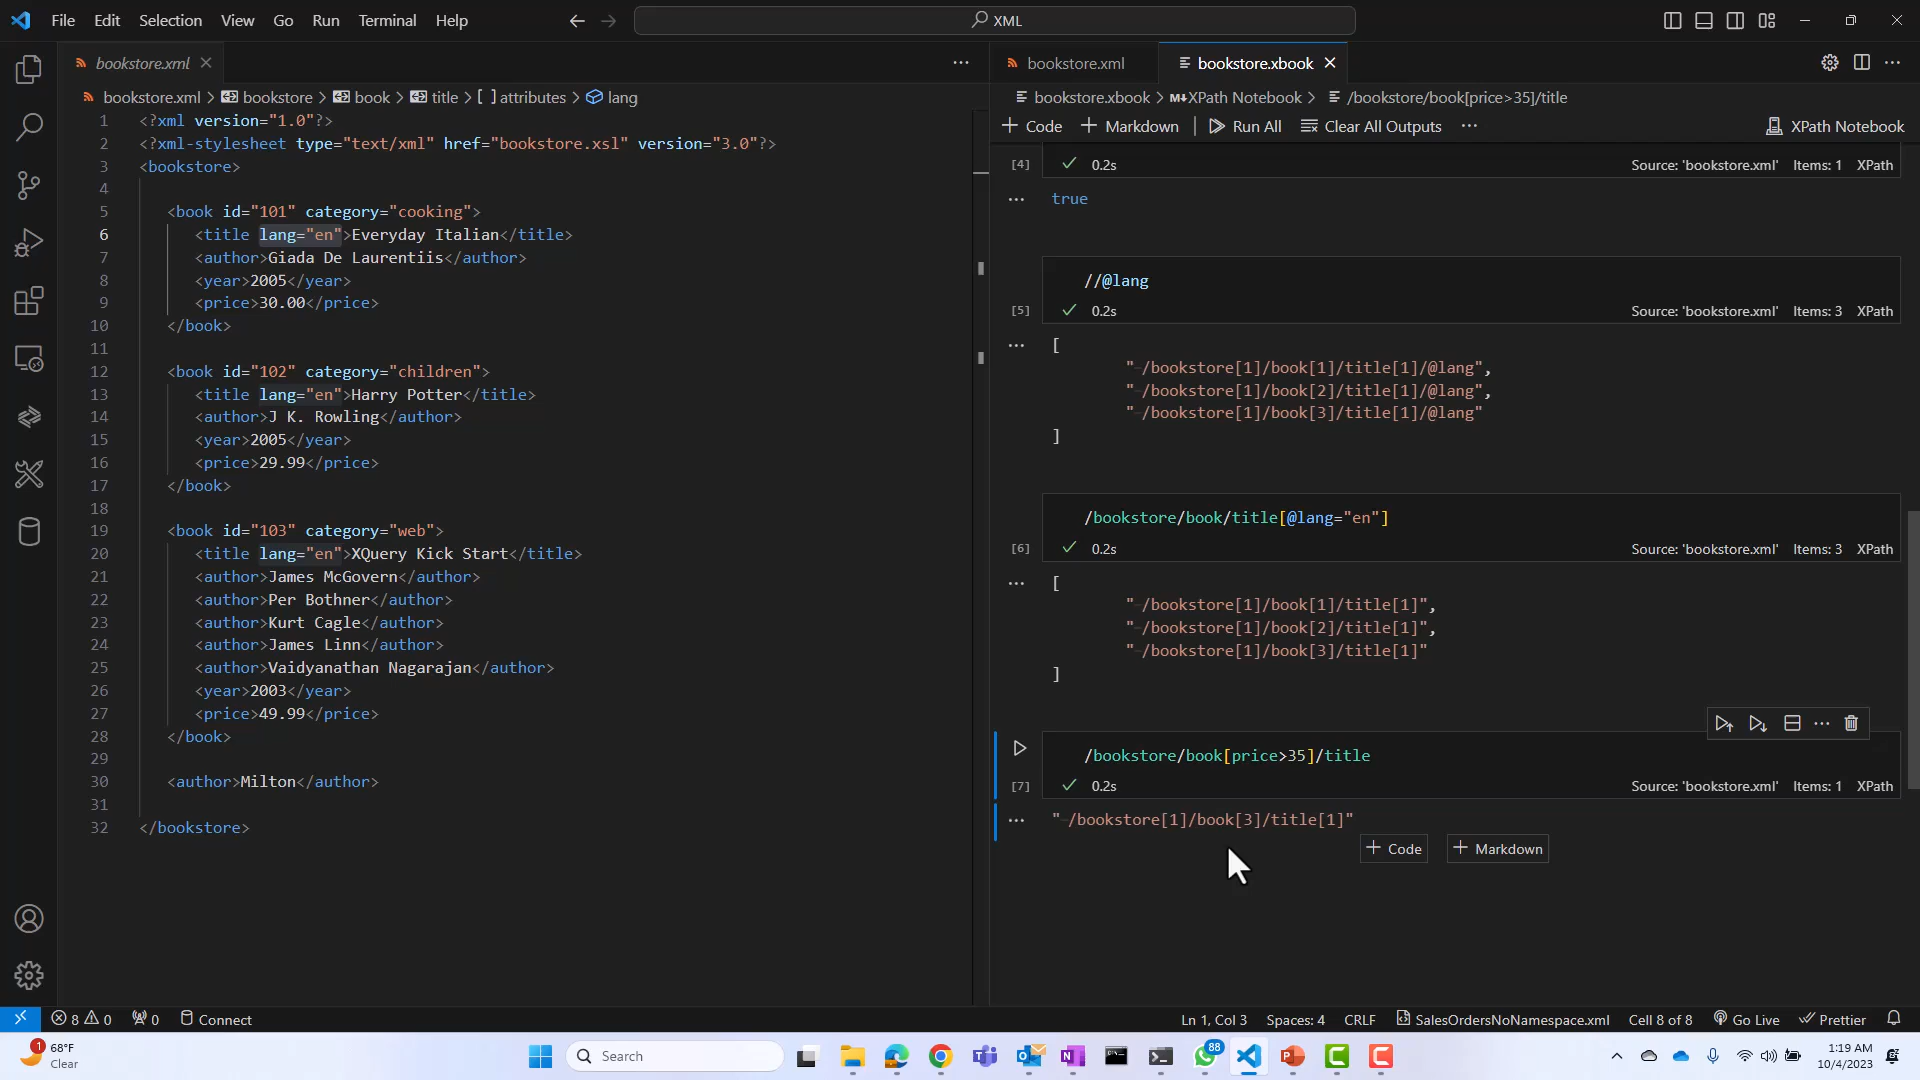 File Edit Selection View Go Run Terminal Help
XML
bookstore.xml
bookstore.xml > bookstore > book > title > [ ] attributes > lang
1 <?xml version="1.0"?>
2 <?xml-stylesheet type="text/xml" href="bookstore.xsl" version="3.0"?>
3 <bookstore>
4
5 <book id="101" category="cooking">
6 <title lang="en">Everyday Italian</title>
7 <author>Giada De Laurentiis</author>
8 <year>2005</year>
9 <price>30.00</price>
10 </book>
11
12 <book id="102" category="children">
13 <title lang="en">Harry Potter</title>
14 <author>J K. Rowling</author>
15 <year>2005</year>
16 <price>29.99</price>
17 </book>
18
19 <book id="103" category="web">
20 <title lang="en">XQuery Kick Start</title>
21 <author>James McGovern</author>
22 <author>Per Bothner</author>
23 <author>Kurt Cagle</author>
24 <author>James Linn</author>
25 <author>Vaidyanathan Nagarajan</author>
26 <year>2003</year>
27 <price>49.99</price>
28 </book>
29
30 <author>Milton</author>
31
32 </bookstore>
bookstore.xml bookstore.xbook
bookstore.xbook > XPath Notebook > /bookstore/book[price>35]/title
+ Code + Markdown Run All Clear All Outputs ... XPath Notebook
[4] 0.2s Source: 'bookstore.xml' Items: 1 XPath
true
//@lang
[5] 0.2s Source: 'bookstore.xml' Items: 3 XPath
[
"/bookstore[1]/book[1]/title[1]/@lang",
"/bookstore[1]/book[2]/title[1]/@lang",
"/bookstore[1]/book[3]/title[1]/@lang"
]
/bookstore/book/title[@lang="en"]
[6] 0.2s Source: 'bookstore.xml' Items: 3 XPath
[
"/bookstore[1]/book[1]/title[1]",
"/bookstore[1]/book[2]/title[1]",
"/bookstore[1]/book[3]/title[1]"
]
/bookstore/book[price>35]/title
[7] 0.2s Source: 'bookstore.xml' Items: 1 XPath
"/bookstore[1]/book[3]/title[1]"
+ Code + Markdown
8 0 0 Connect Ln 1, Col 3 Spaces: 4 CRLF SalesOrdersNoNamespace.xml Cell 8 of 8 Go Live Prettier
1 68°F
Clear
Search
88
1:19 AM
10/4/2023